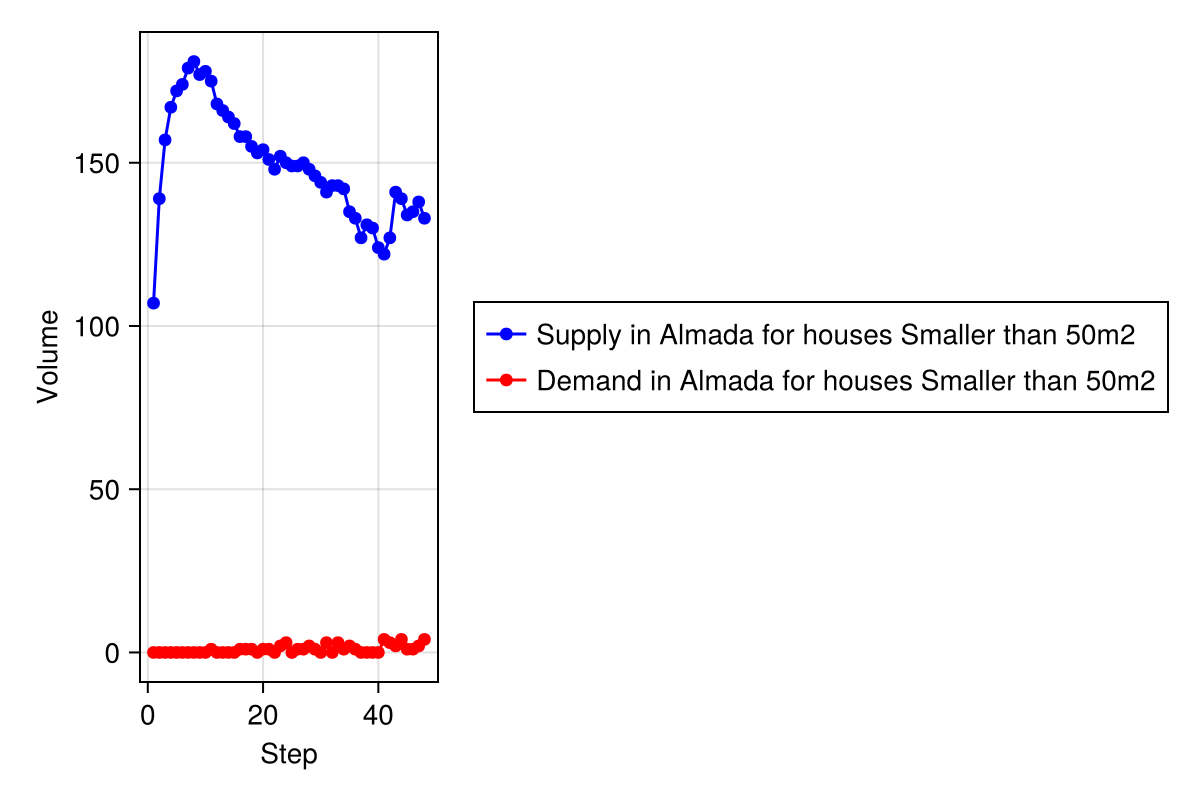 150
100
50
0
Volume
0 20 40
Step
Supply in Almada for houses Smaller than 50m2
Demand in Almada for houses Smaller than 50m2